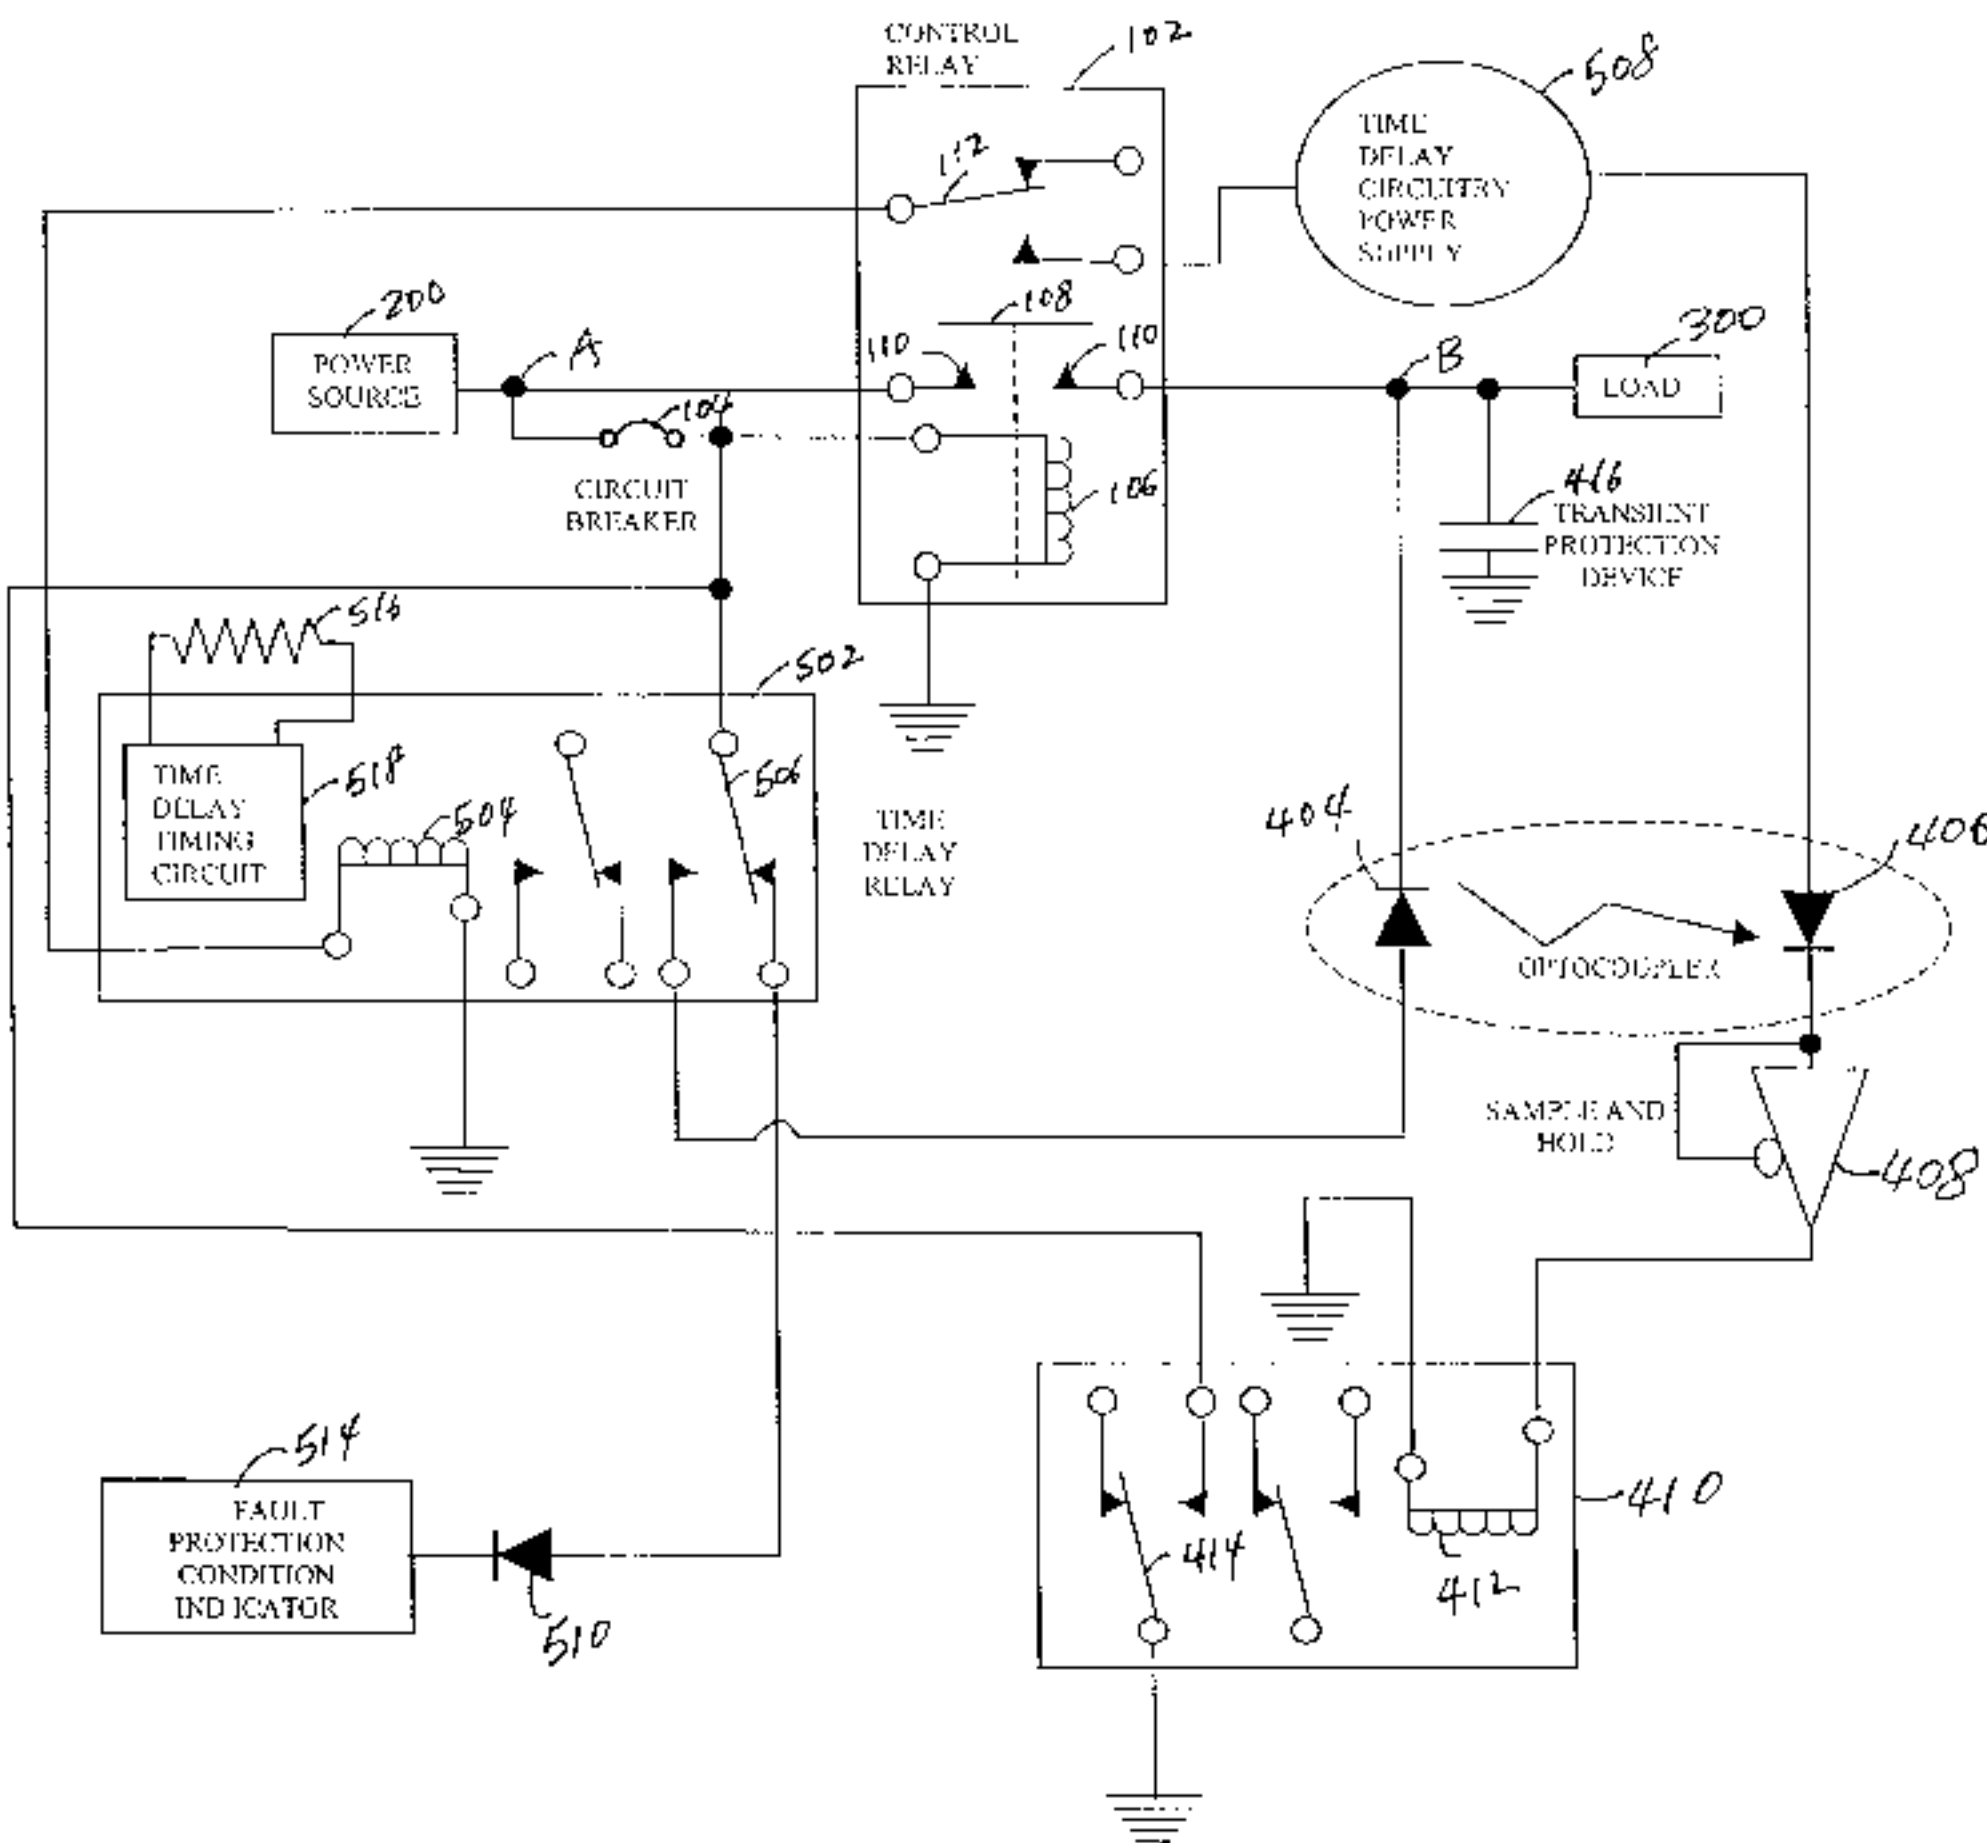 CONTROL
RELAY
102
508
TIME
DELAY
CIRCUITRY
POWER
SUPPLY
112
200
POWER
SOURCE
A
108
110
110
B
300
LOAD
104
CIRCUIT
BREAKER
106
416
TRANSIENT
PROTECTION
DEVICE
516
502
TIME
DELAY
TIMING
CIRCUIT
518
504
506
TIME
DELAY
RELAY
404
406
OPTOCOUPLER
SAMPLE AND
HOLD
408
514
FAULT
PROTECTION
CONDITION
INDICATOR
510
414
412
410